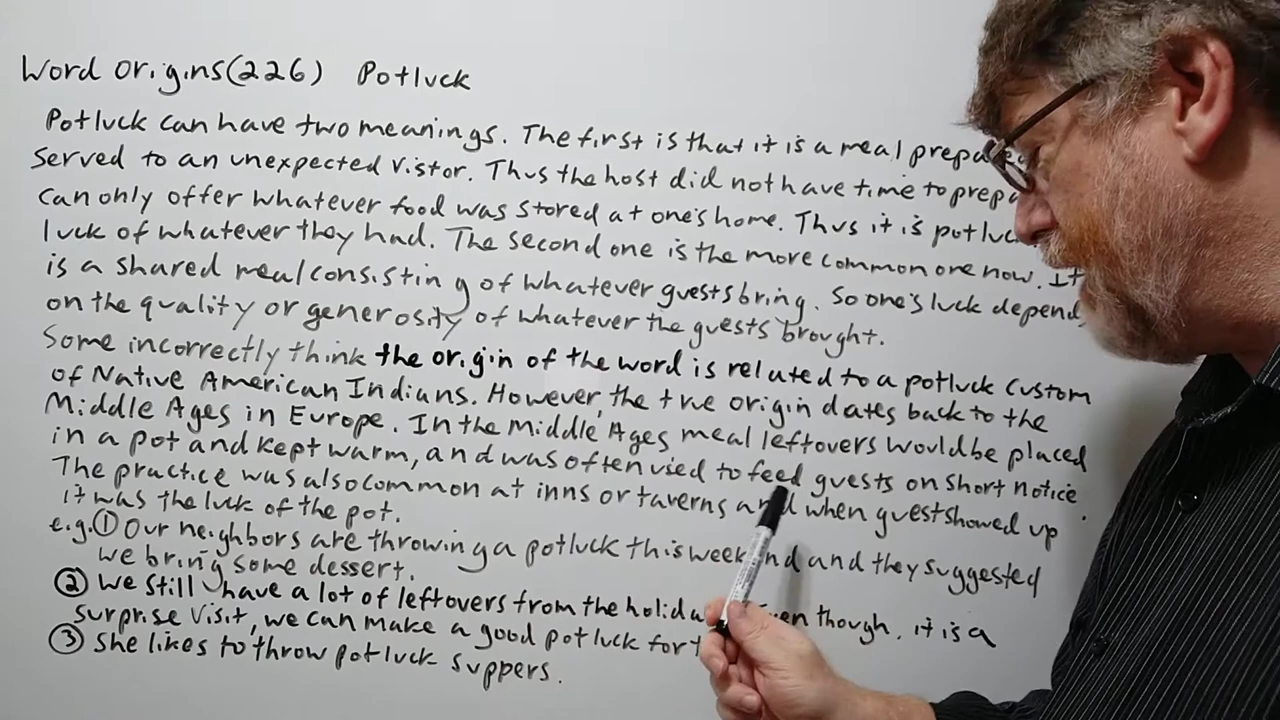 Word Origins(226) Potluck
Potluck can have two meanings. The first is that it is a meal prepared
served to an unexpected vistor. Thus the host did not have time to prepa
can only offer whatever food was stored at one's home. Thus it is potluc
luck of whatever they had. The second one is the more common one now. It
is a shared meal consisting of whatever guests bring. So one's luck depends
on the quality or generosity of whatever the guests brought.
Some incorrectly think the origin of the word is related to a potluck custom
of Native American Indians. However, the true origin dates back to the
Middle Ages in Europe. In the Middle Ages meal leftovers would be placed
in a pot and kept warm, and was often used to feed guests on short notice.
The practice was also common at inns or taverns and when guest showed up
it was the luck of the pot.
e.g. ① Our neighbors are throwing a potluck this weekend and they suggested
we bring some dessert.
② We still have a lot of leftovers from the holida even though, it is a
surprise visit, we can make a good potluck for t
③ She likes to throw potluck suppers.